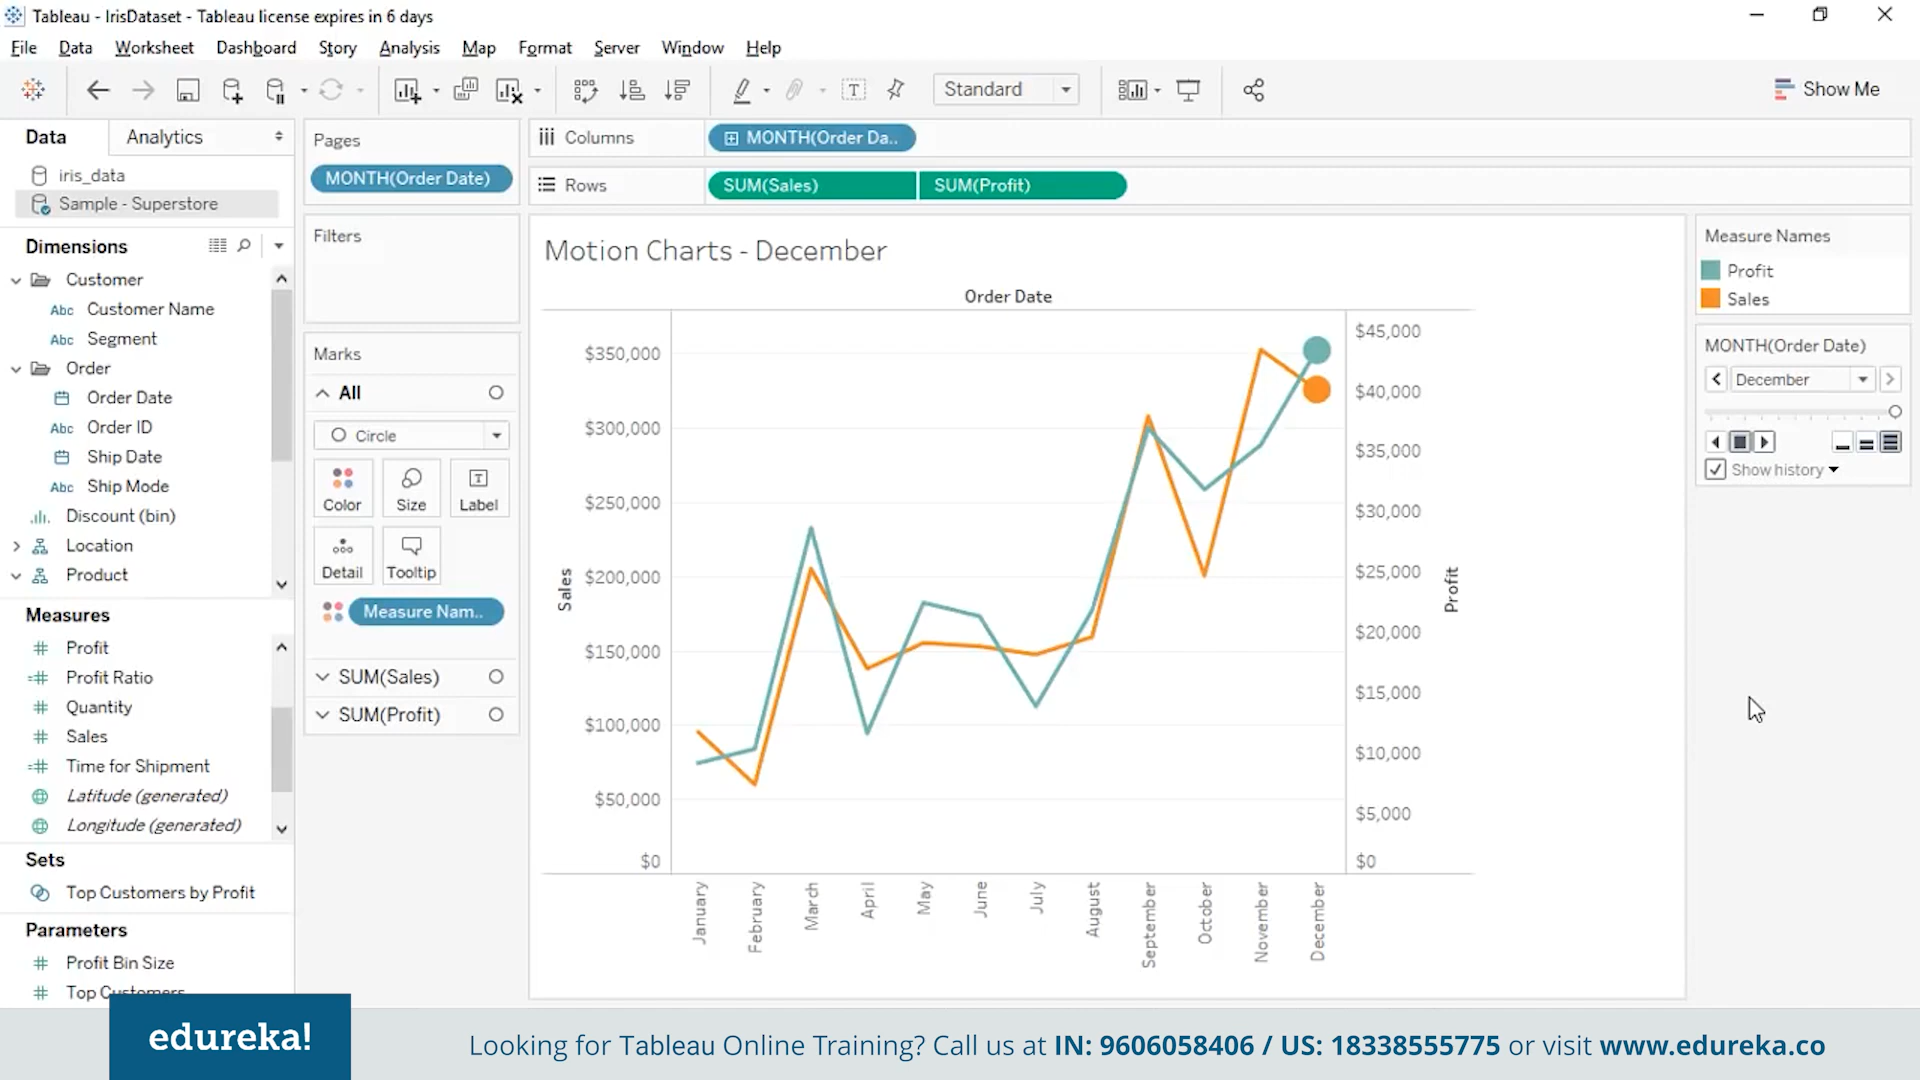 Tableau - IrisDataset - Tableau license expires in 6 days
File Data Worksheet Dashboard Story Analysis Map Format Server Window Help
Standard
Show Me
Data Analytics
iris_data
Sample - Superstore
Dimensions
Customer
Abc Customer Name
Abc Segment
Order
Order Date
Abc Order ID
Ship Date
Abc Ship Mode
Discount (bin)
Location
Product
Measures
Profit
Profit Ratio
Quantity
Sales
Time for Shipment
Latitude (generated)
Longitude (generated)
Sets
Top Customers by Profit
Parameters
Profit Bin Size
Top Customers
Pages
MONTH(Order Date)
Filters
Marks
All
Circle
Color Size Label
Detail Tooltip
Measure Nam..
SUM(Sales)
SUM(Profit)
Columns MONTH(Order Da..
Rows SUM(Sales) SUM(Profit)
Motion Charts - December
Order Date
$350,000
$300,000
$250,000
$200,000
$150,000
$100,000
$50,000
$0
Sales
$45,000
$40,000
$35,000
$30,000
$25,000
$20,000
$15,000
$10,000
$5,000
$0
Profit
January
February
March
April
May
June
July
August
September
October
November
December
Measure Names
Profit
Sales
MONTH(Order Date)
December
Show history
edureka!
Looking for Tableau Online Training? Call us at IN: 9606058406 / US: 18338555775 or visit www.edureka.co